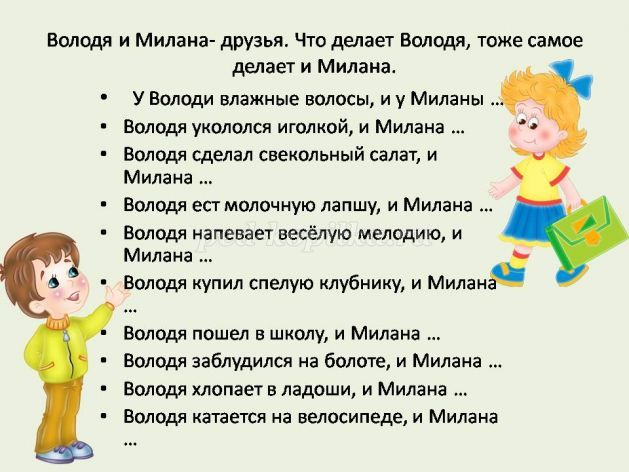 Володя и Милана- друзья. Что делает Володя, тоже самое
делает и Милана.
• У Володи влажные волосы, и у Миланы ...
• Володя укололся иголкой, и Милана ...
• Володя сделал свекольный салат, и
Милана ...
• Володя ест молочную лапшу, и Милана ...
• Володя напевает весёлую мелодию, и
Милана ...
• Володя купил спелую клубнику, и Милана
...
• Володя пошел в школу, и Милана ...
• Володя заблудился на болоте, и Милана ...
• Володя хлопает в ладоши, и Милана ...
• Володя катается на велосипеде, и Милана
...